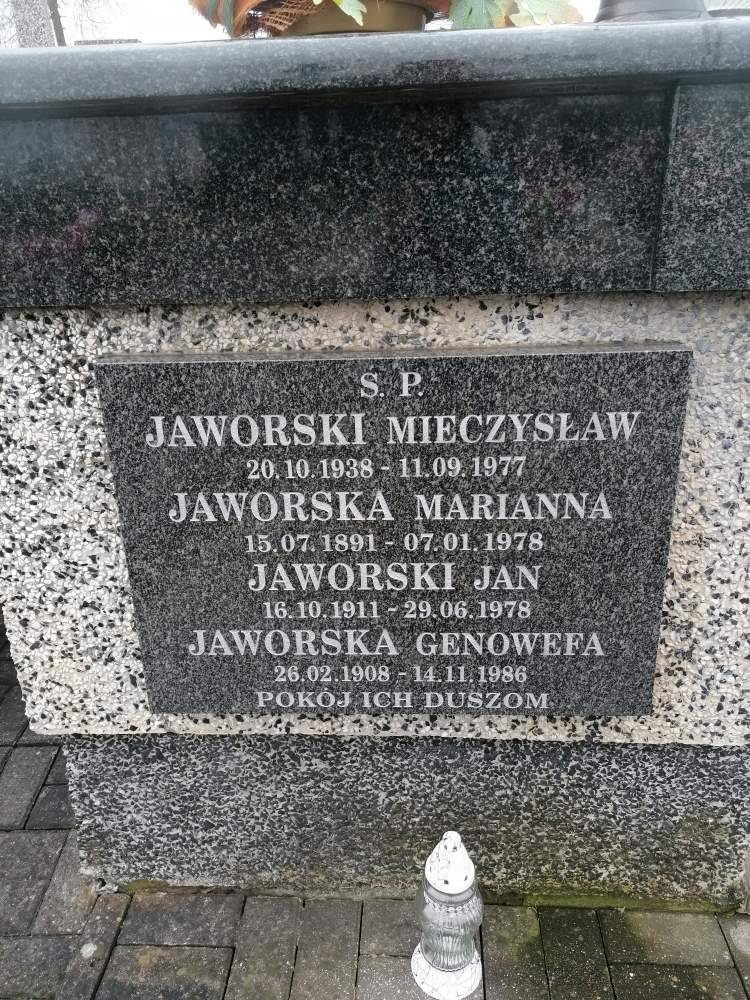 S. P.
JAWORSKI MIECZYSŁAW
20.10.1938 - 11.09.1977
JAWORSKA MARIANNA
15.07.1891 - 07.01.1978
JAWORSKI JAN
16.10.1911 - 29.06.1978
JAWORSKA GENOWEFA
26.02.1908 - 14.11.1986
POKÓJ ICH DUSZOM